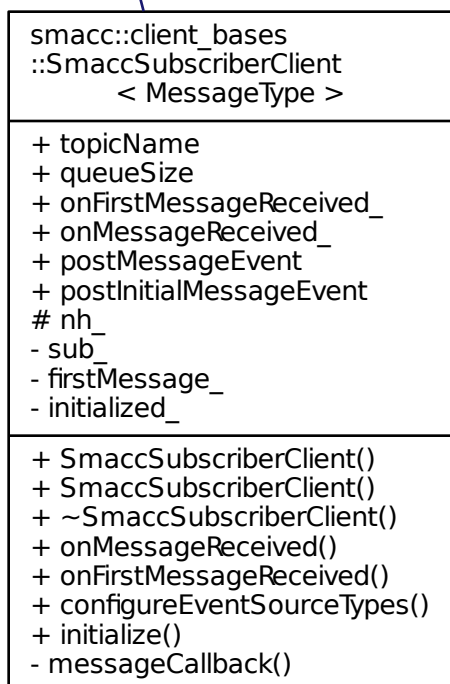 smacc::client_bases
::SmaccSubscriberClient
< MessageType >
+ topicName
+ queueSize
+ onFirstMessageReceived_
+ onMessageReceived_
+ postMessageEvent
+ postInitialMessageEvent
# nh_
- sub_
- firstMessage_
- initialized_
+ SmaccSubscriberClient()
+ SmaccSubscriberClient()
+ ~SmaccSubscriberClient()
+ onMessageReceived()
+ onFirstMessageReceived()
+ configureEventSourceTypes()
+ initialize()
- messageCallback()